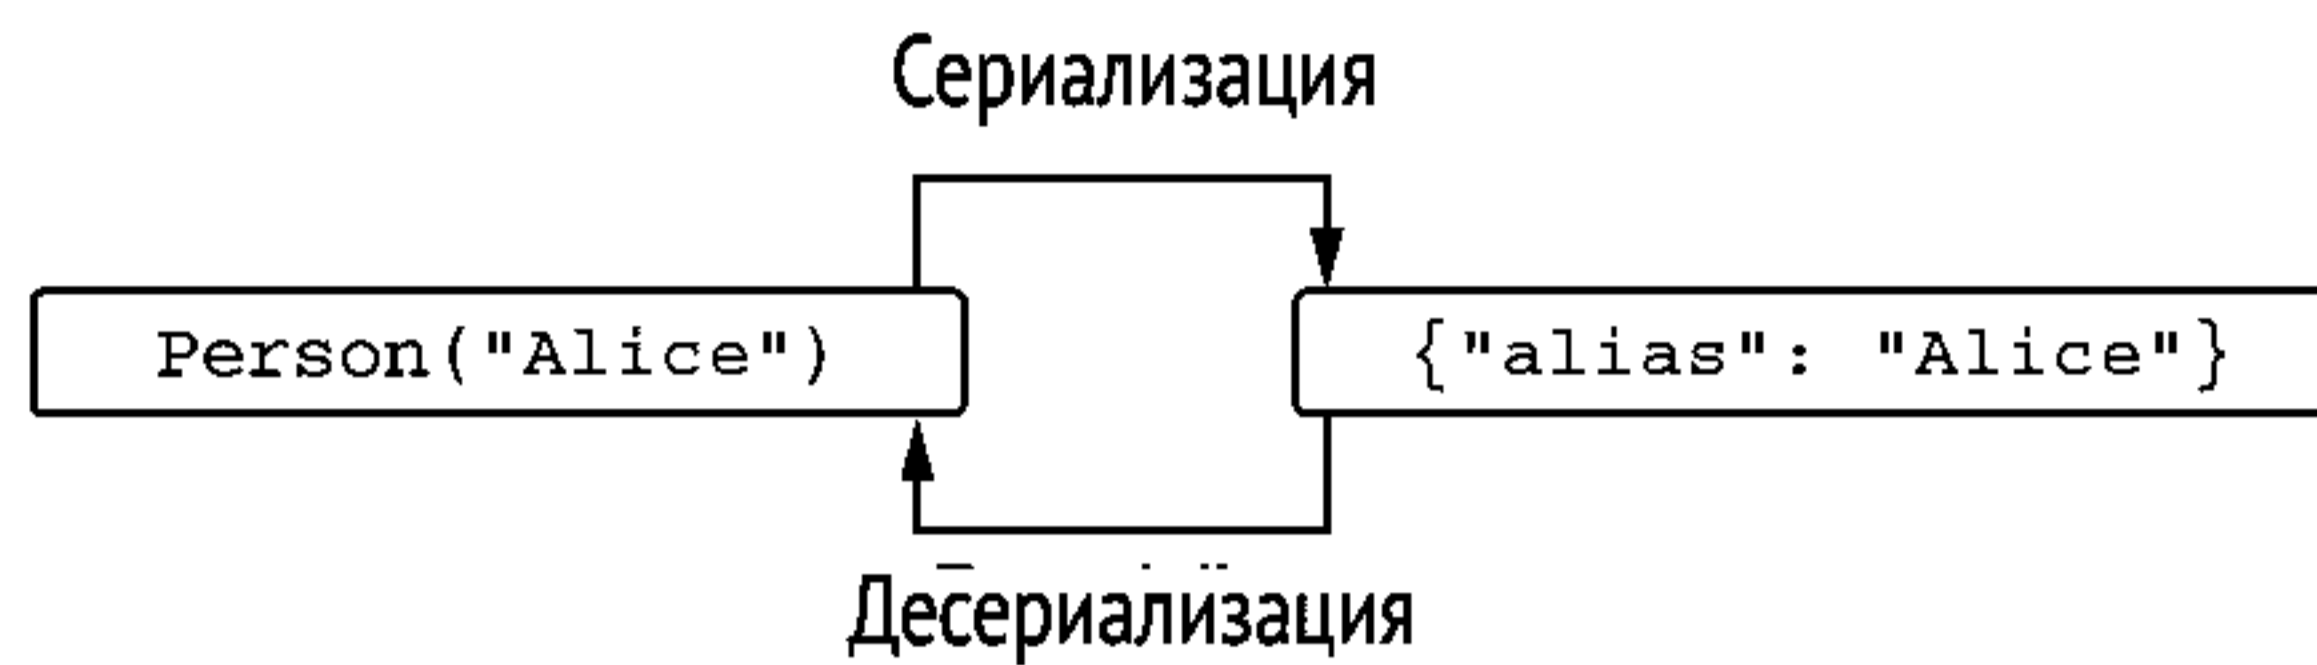 Сериализация
Person("Alice")
{"alias": "Alice"}
Десериализация